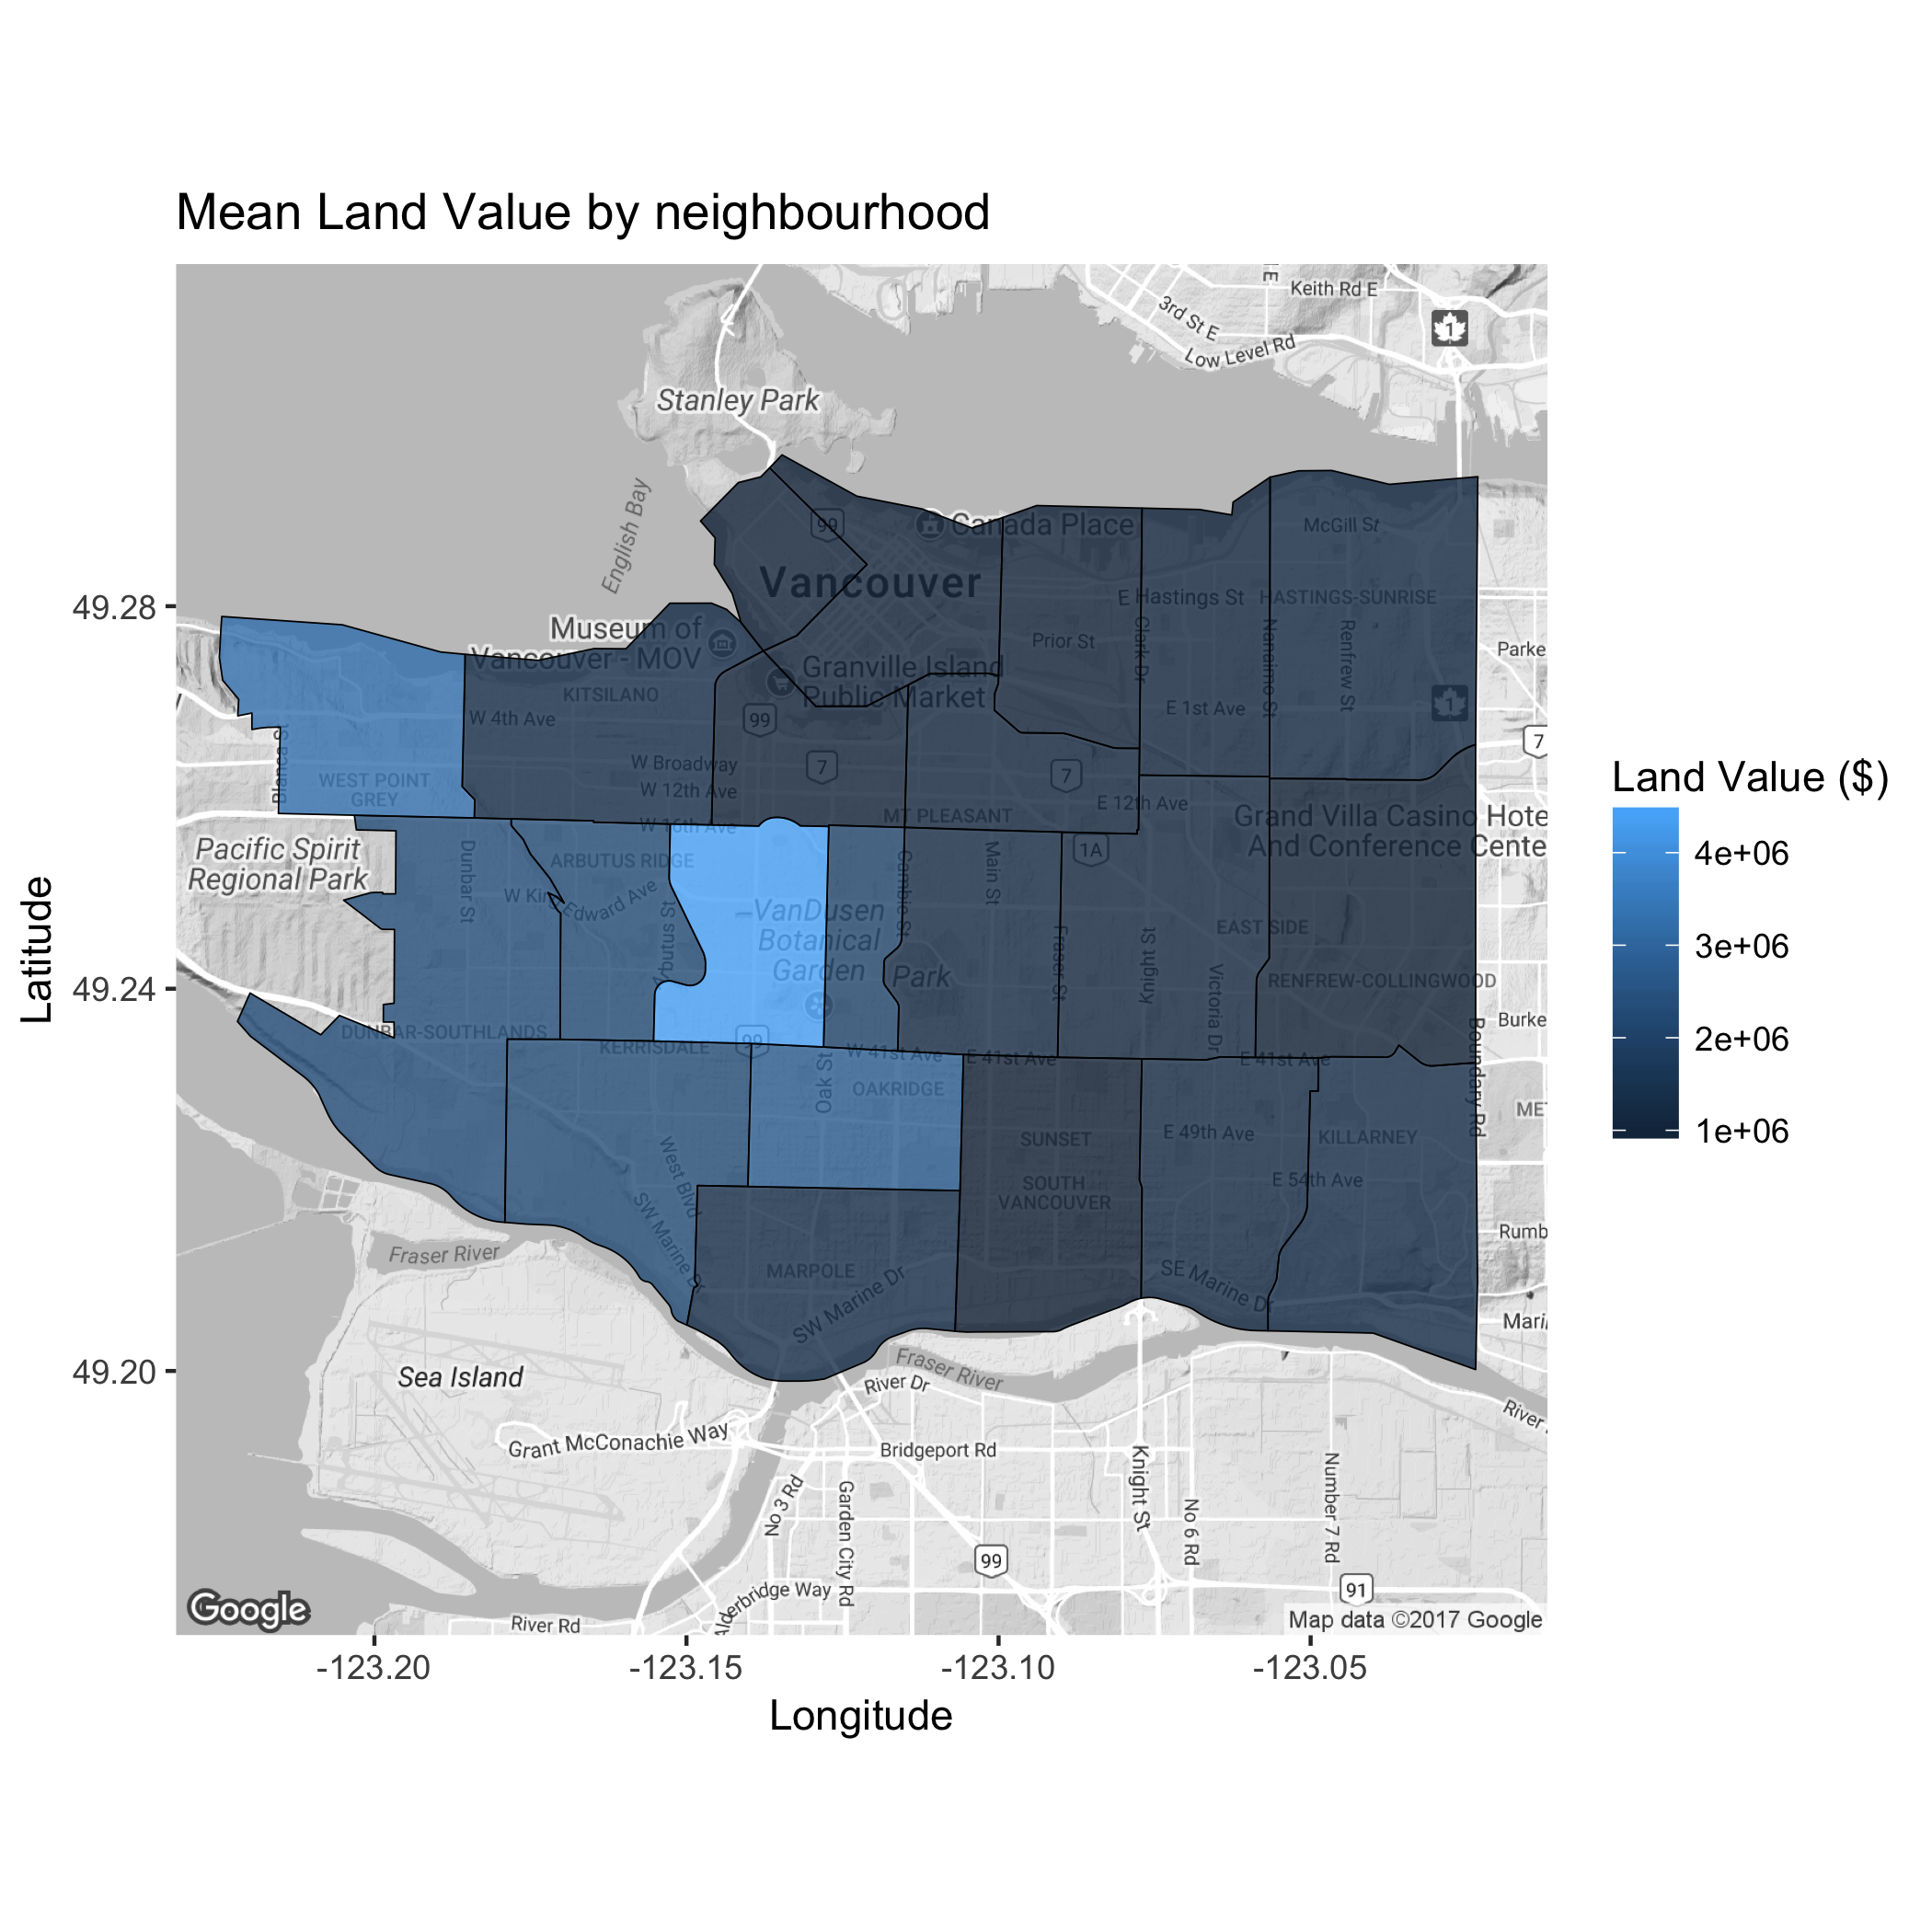 Mean Land Value by neighbourhood
E
Keith Rd E
1
3rd St E
Low Level Rd
Stanley Park
English Bay
99
Canada Place
McGill St
Vancouver
E Hastings St
HASTINGS-SUNRISE
49.28
Museum of
Vancouver - MOV
Prior St
Clark Dr
Nanaimo St
Renfrew St
Parke
Granville Island
Public Market
KITSILANO
W 4th Ave
99
E 1st Ave
1
7
W Broadway
7
7
W 12th Ave
E 12th Ave
Blanca St
WEST POINT
GREY
MT PLEASANT
Grand Villa Casino Hote
And Conference Cente
W 16th Ave
1A
Pacific Spirit
Regional Park
Dunbar St
ARBUTUS RIDGE
W King Edward Ave
Arbutus St
VanDusen
Botanical
Garden
Cambie St
Park
Main St
Fraser St
Knight St
Victoria Dr
EAST SIDE
RENFREW-COLLINGWOOD
49.24
Latitude
99
Burke
DUNBAR-SOUTHLANDS
KERRISDALE
W 41st Ave
E 41st Ave
E 41st Ave
Boundary Rd
Oak St
OAKRIDGE
ME
SUNSET
E 49th Ave
KILLARNEY
West Blvd
SOUTH
VANCOUVER
E 54th Ave
SW Marine Dr
Rumb
Fraser River
MARPOLE
SW Marine Dr
SE Marine Dr
Mari
49.20
Sea Island
Fraser River
River Dr
River
Grant McConachie Way
Bridgeport Rd
Knight St
No 3 Rd
Garden City Rd
No 6 Rd
Number 7 Rd
99
91
Alderbridge Way
Google
River Rd
Map data ©2017 Google
-123.20
-123.15
-123.10
-123.05
Longitude
Land Value ($)
4e+06
3e+06
2e+06
1e+06